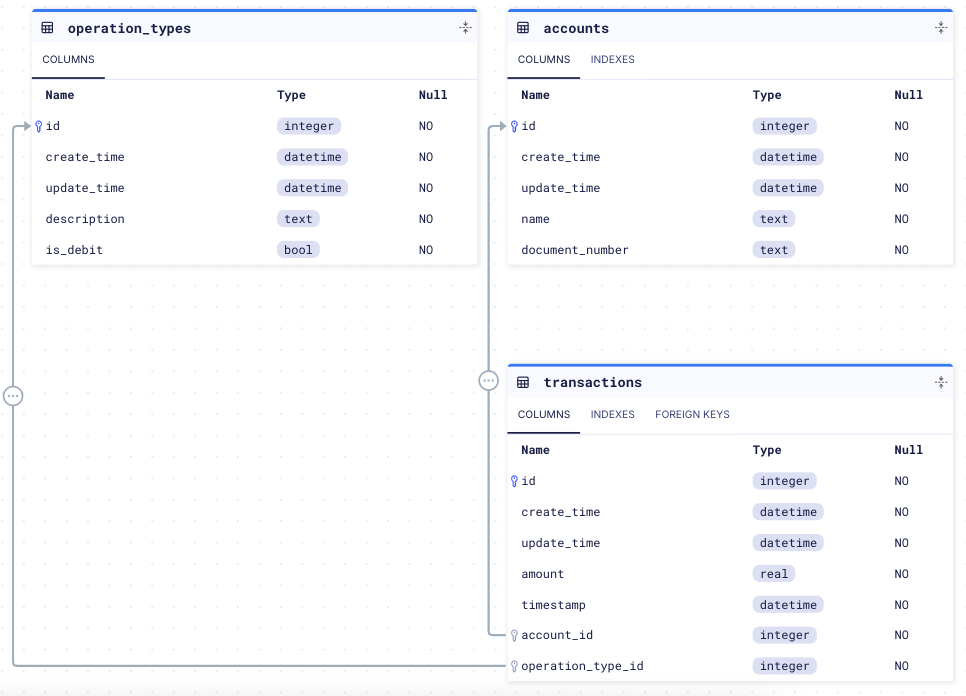 operation_types
COLUMNS
Name Type Null
id integer NO
create_time datetime NO
update_time datetime NO
description text NO
is_debit bool NO
accounts
COLUMNS INDEXES
Name Type Null
id integer NO
create_time datetime NO
update_time datetime NO
name text NO
document_number text NO
transactions
COLUMNS INDEXES FOREIGN KEYS
Name Type Null
id integer NO
create_time datetime NO
update_time datetime NO
amount real NO
timestamp datetime NO
account_id integer NO
operation_type_id integer NO